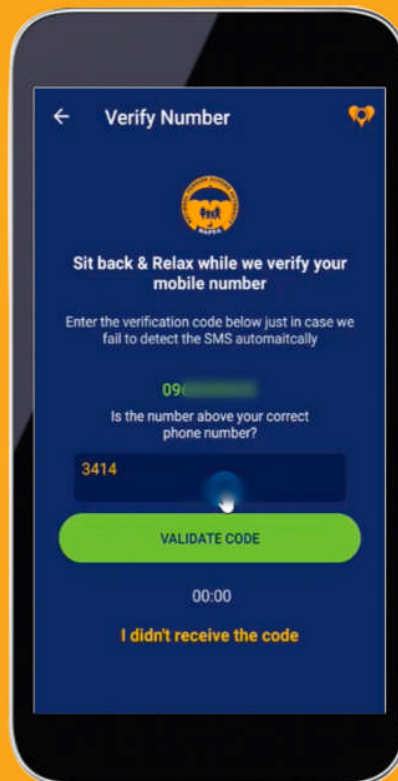 Verify Number
NAPSA
Sit back & Relax while we verify your
mobile number
Enter the verification code below just in case we
fail to detect the SMS automaitcally
Is the number above your correct
phone number?
3414
VALIDATE CODE
00:00
I didn't receive the code